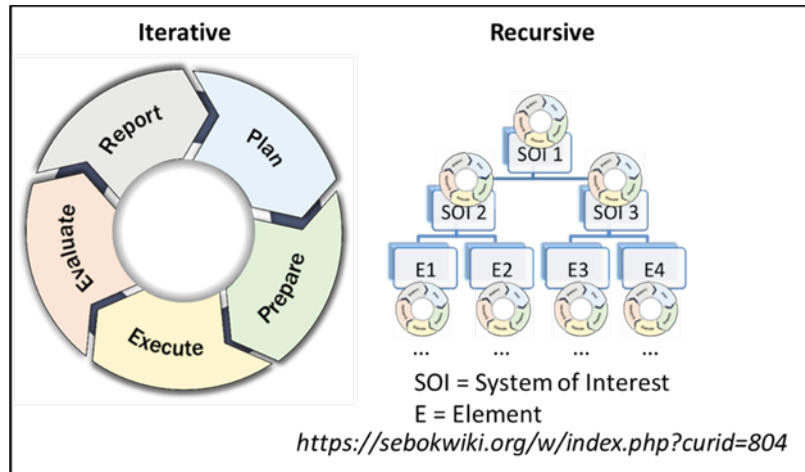 Iterative
Recursive
Report
Plan
Prepare
Execute
Evaluate
SOI 1
SOI 2
SOI 3
E1
E2
E3
E4
...
...
...
...
SOI = System of Interest
E = Element
https://sebokwiki.org/w/index.php?curid=804